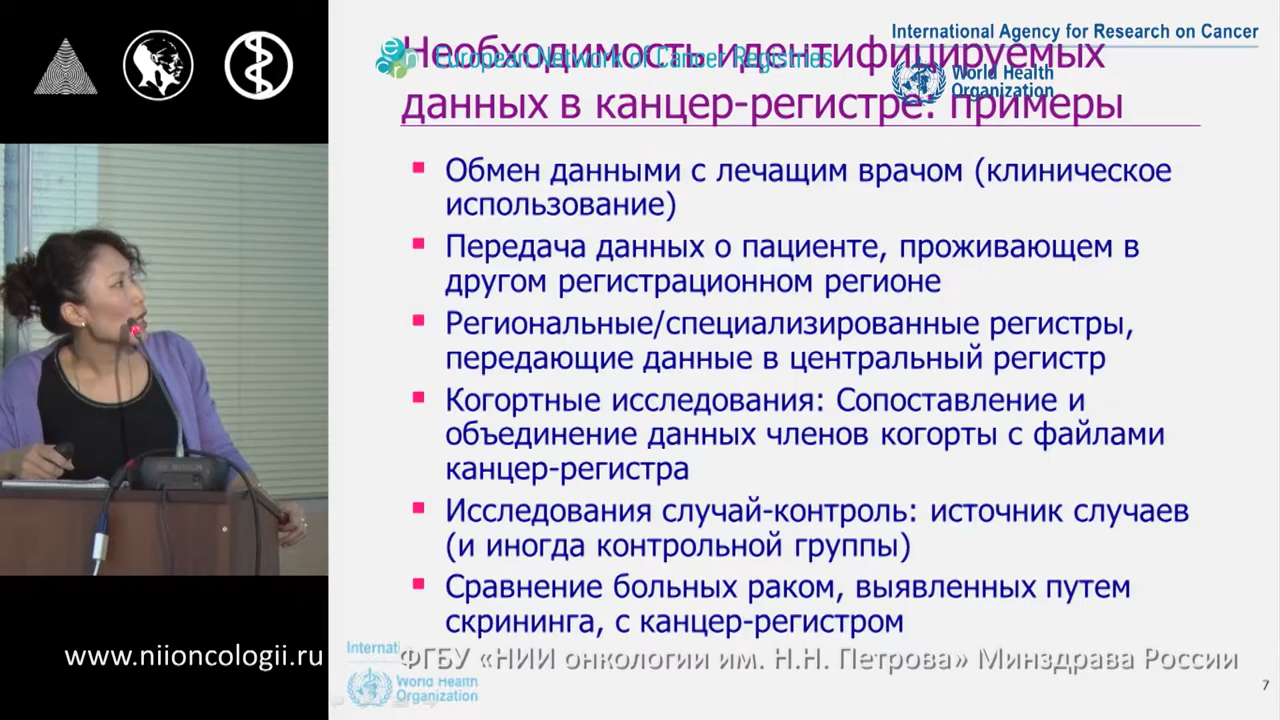 International Agency for Research on Cancer
European Network of Cancer Registries
World Health
Organization
Необходимость идентифицируемых
данных в канцер-регистре: примеры
Обмен данными с лечащим врачом (клиническое
использование)
Передача данных о пациенте, проживающем в
другом регистрационном регионе
Региональные/специализированные регистры,
передающие данные в центральный регистр
Когортные исследования: Сопоставление и
объединение данных членов когорты с файлами
канцер-регистра
Исследования случай-контроль: источник случаев
(и иногда контрольной группы)
Сравнение больных раком, выявленных путем
скрининга, с канцер-регистром
www.niioncologii.ru
ФГБУ «НИИ онкологии им. Н.Н. Петрова» Минздрава России
World Health
Organization
7